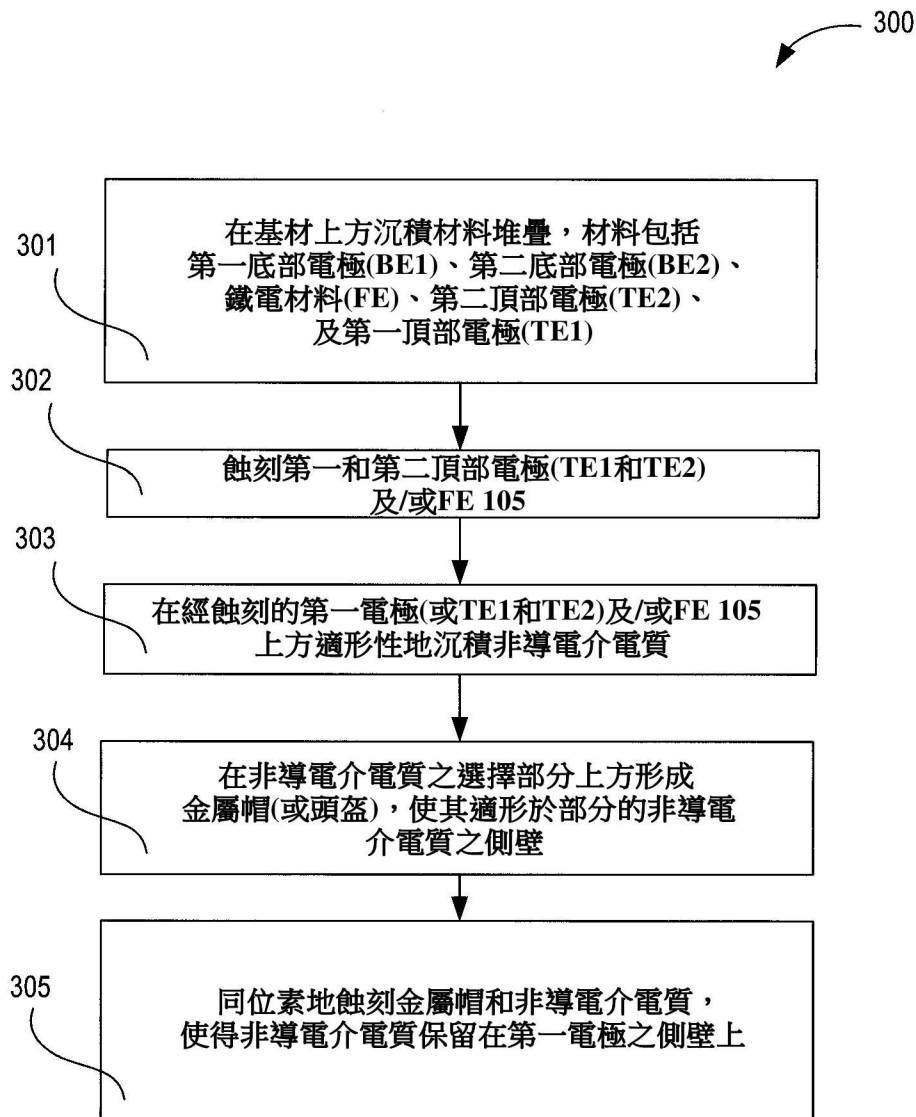 300
301
在基材上方沉積材料堆疊,材料包括
第一底部電極(BE1)、第二底部電極(BE2)、
鐵電材料(FE)、第二頂部電極(TE2)、
及第一頂部電極(TE1)
302
蝕刻第一和第二頂部電極(TE1和TE2)
及/或FE 105
303
在經蝕刻的第一電極(或TE1和TE2)及/或FE 105
上方適形性地沉積非導電介電質
304
在非導電介電質之選擇部分上方形成
金屬帽(或頭盔),使其適形於部分的非導電
介電質之側壁
305
同位素地蝕刻金屬帽和非導電介電質,
使得非導電介電質保留在第一電極之側壁上